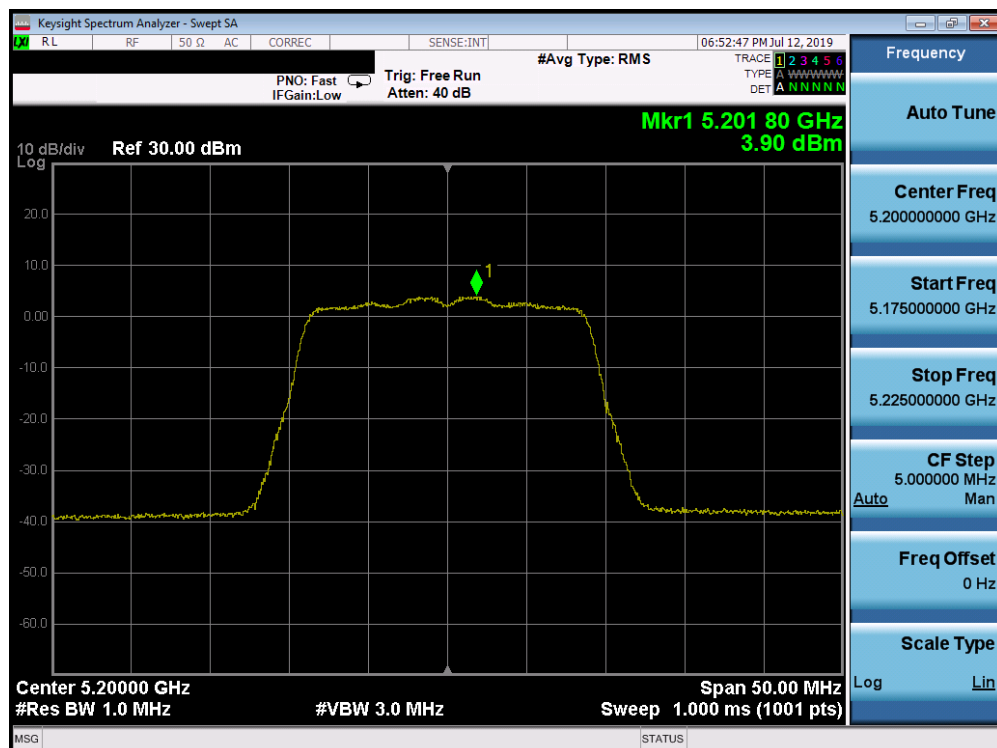 Keysight Spectrum Analyzer - Swept SA
LXI RL RF 50 Ω AC CORREC SENSE:INT 06:52:47 PM Jul 12, 2019
Frequency
#Avg Type: RMS
TRACE 1 2 3 4 5 6
TYPE A WWWWW
DET A N N N N N
PNO: Fast
IFGain:Low
Trig: Free Run
Atten: 40 dB
Mkr1 5.201 80 GHz
3.90 dBm
10 dB/div
Log
Ref 30.00 dBm
20.0
10.0
0.00
-10.0
-20.0
-30.0
-40.0
-50.0
-60.0
1
Center 5.20000 GHz
Span 50.00 MHz
#Res BW 1.0 MHz
#VBW 3.0 MHz
Sweep 1.000 ms (1001 pts)
Auto Tune
Center Freq
5.200000000 GHz
Start Freq
5.175000000 GHz
Stop Freq
5.225000000 GHz
CF Step
5.000000 MHz
Auto Man
Freq Offset
0 Hz
Scale Type
Log Lin
MSG
STATUS